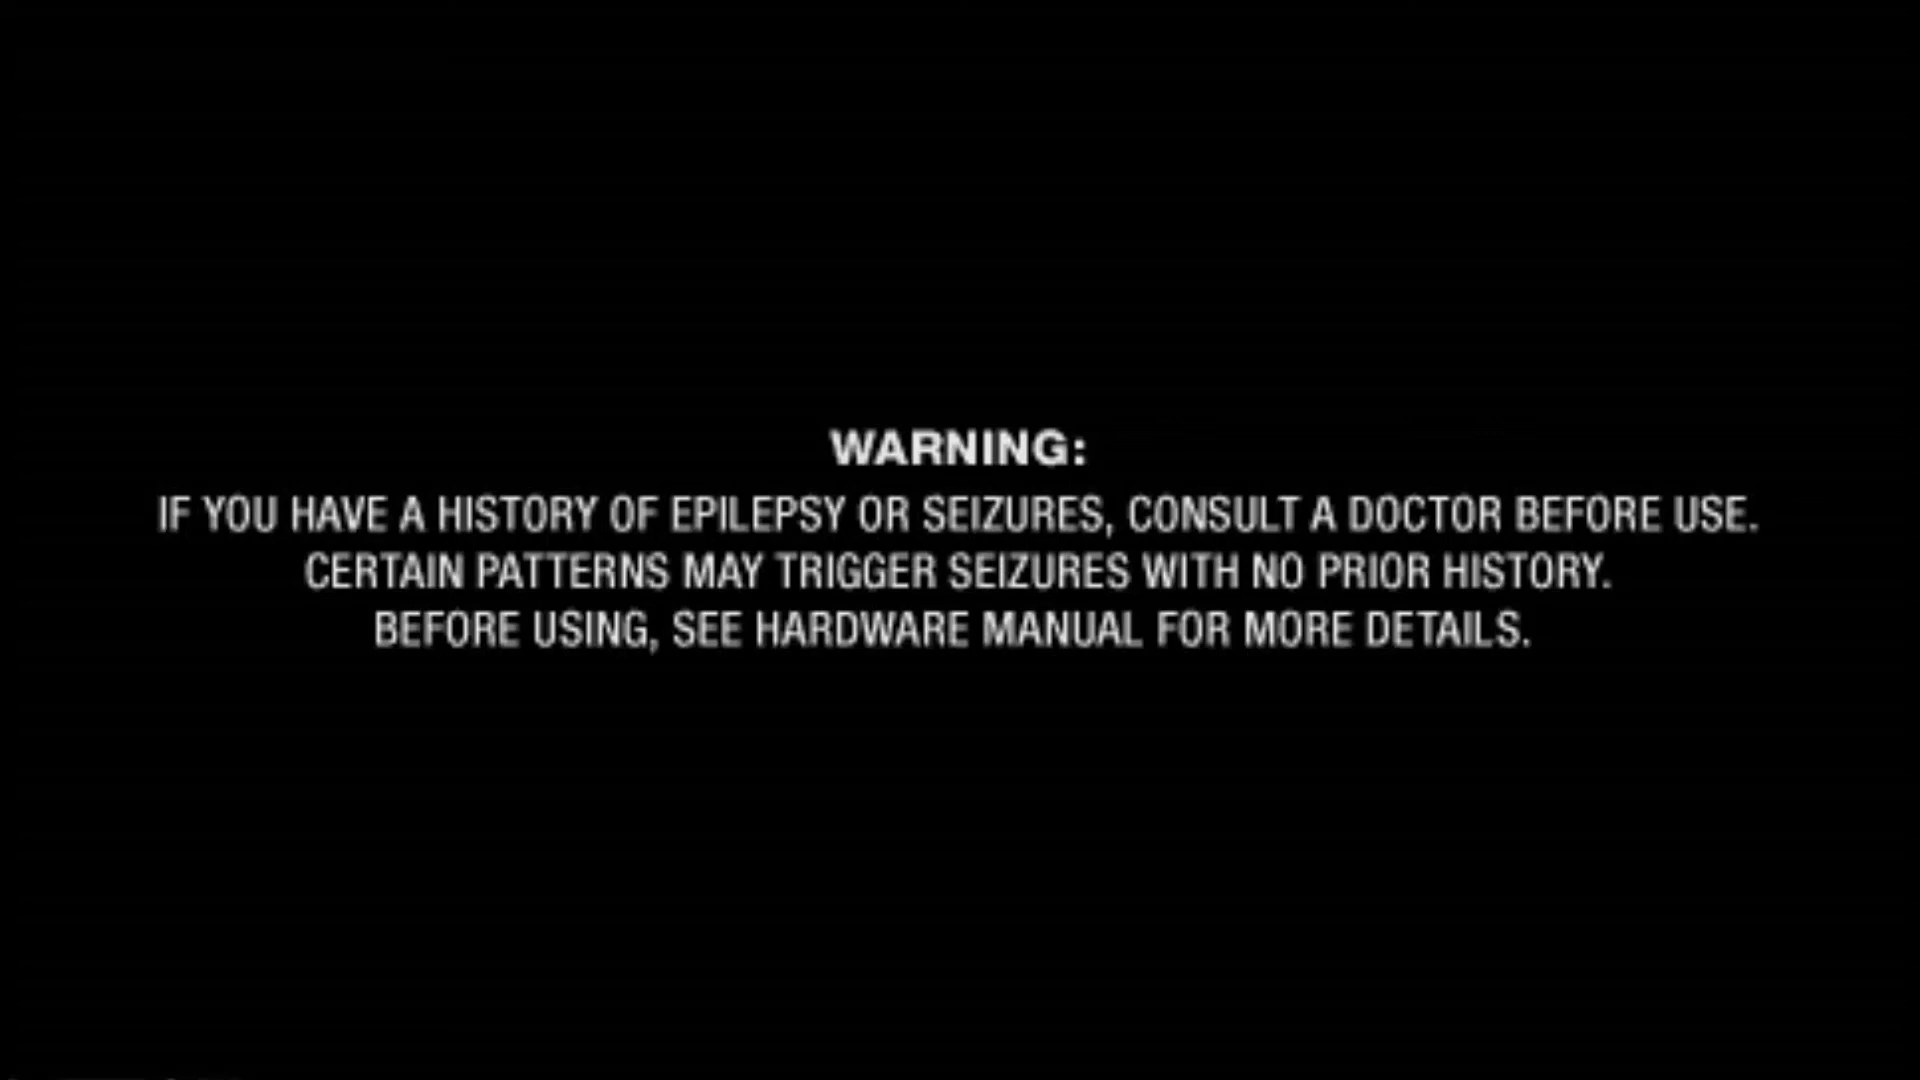 WARNING:
IF YOU HAVE A HISTORY OF EPILEPSY OR SEIZURES, CONSULT A DOCTOR BEFORE USE.
CERTAIN PATTERNS MAY TRIGGER SEIZURES WITH NO PRIOR HISTORY.
BEFORE USING, SEE HARDWARE MANUAL FOR MORE DETAILS.